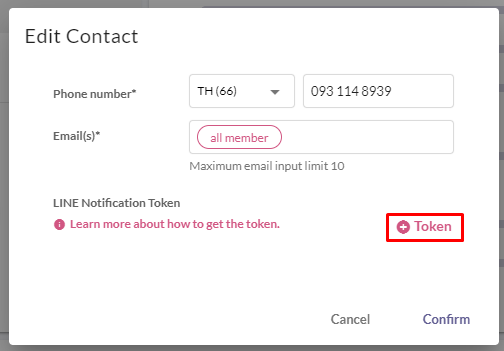 Edit Contact
Phone number* TH (66) 093 114 8939
Email(s)* all member
Maximum email input limit 10
LINE Notification Token
Learn more about how to get the token. Token
Cancel Confirm